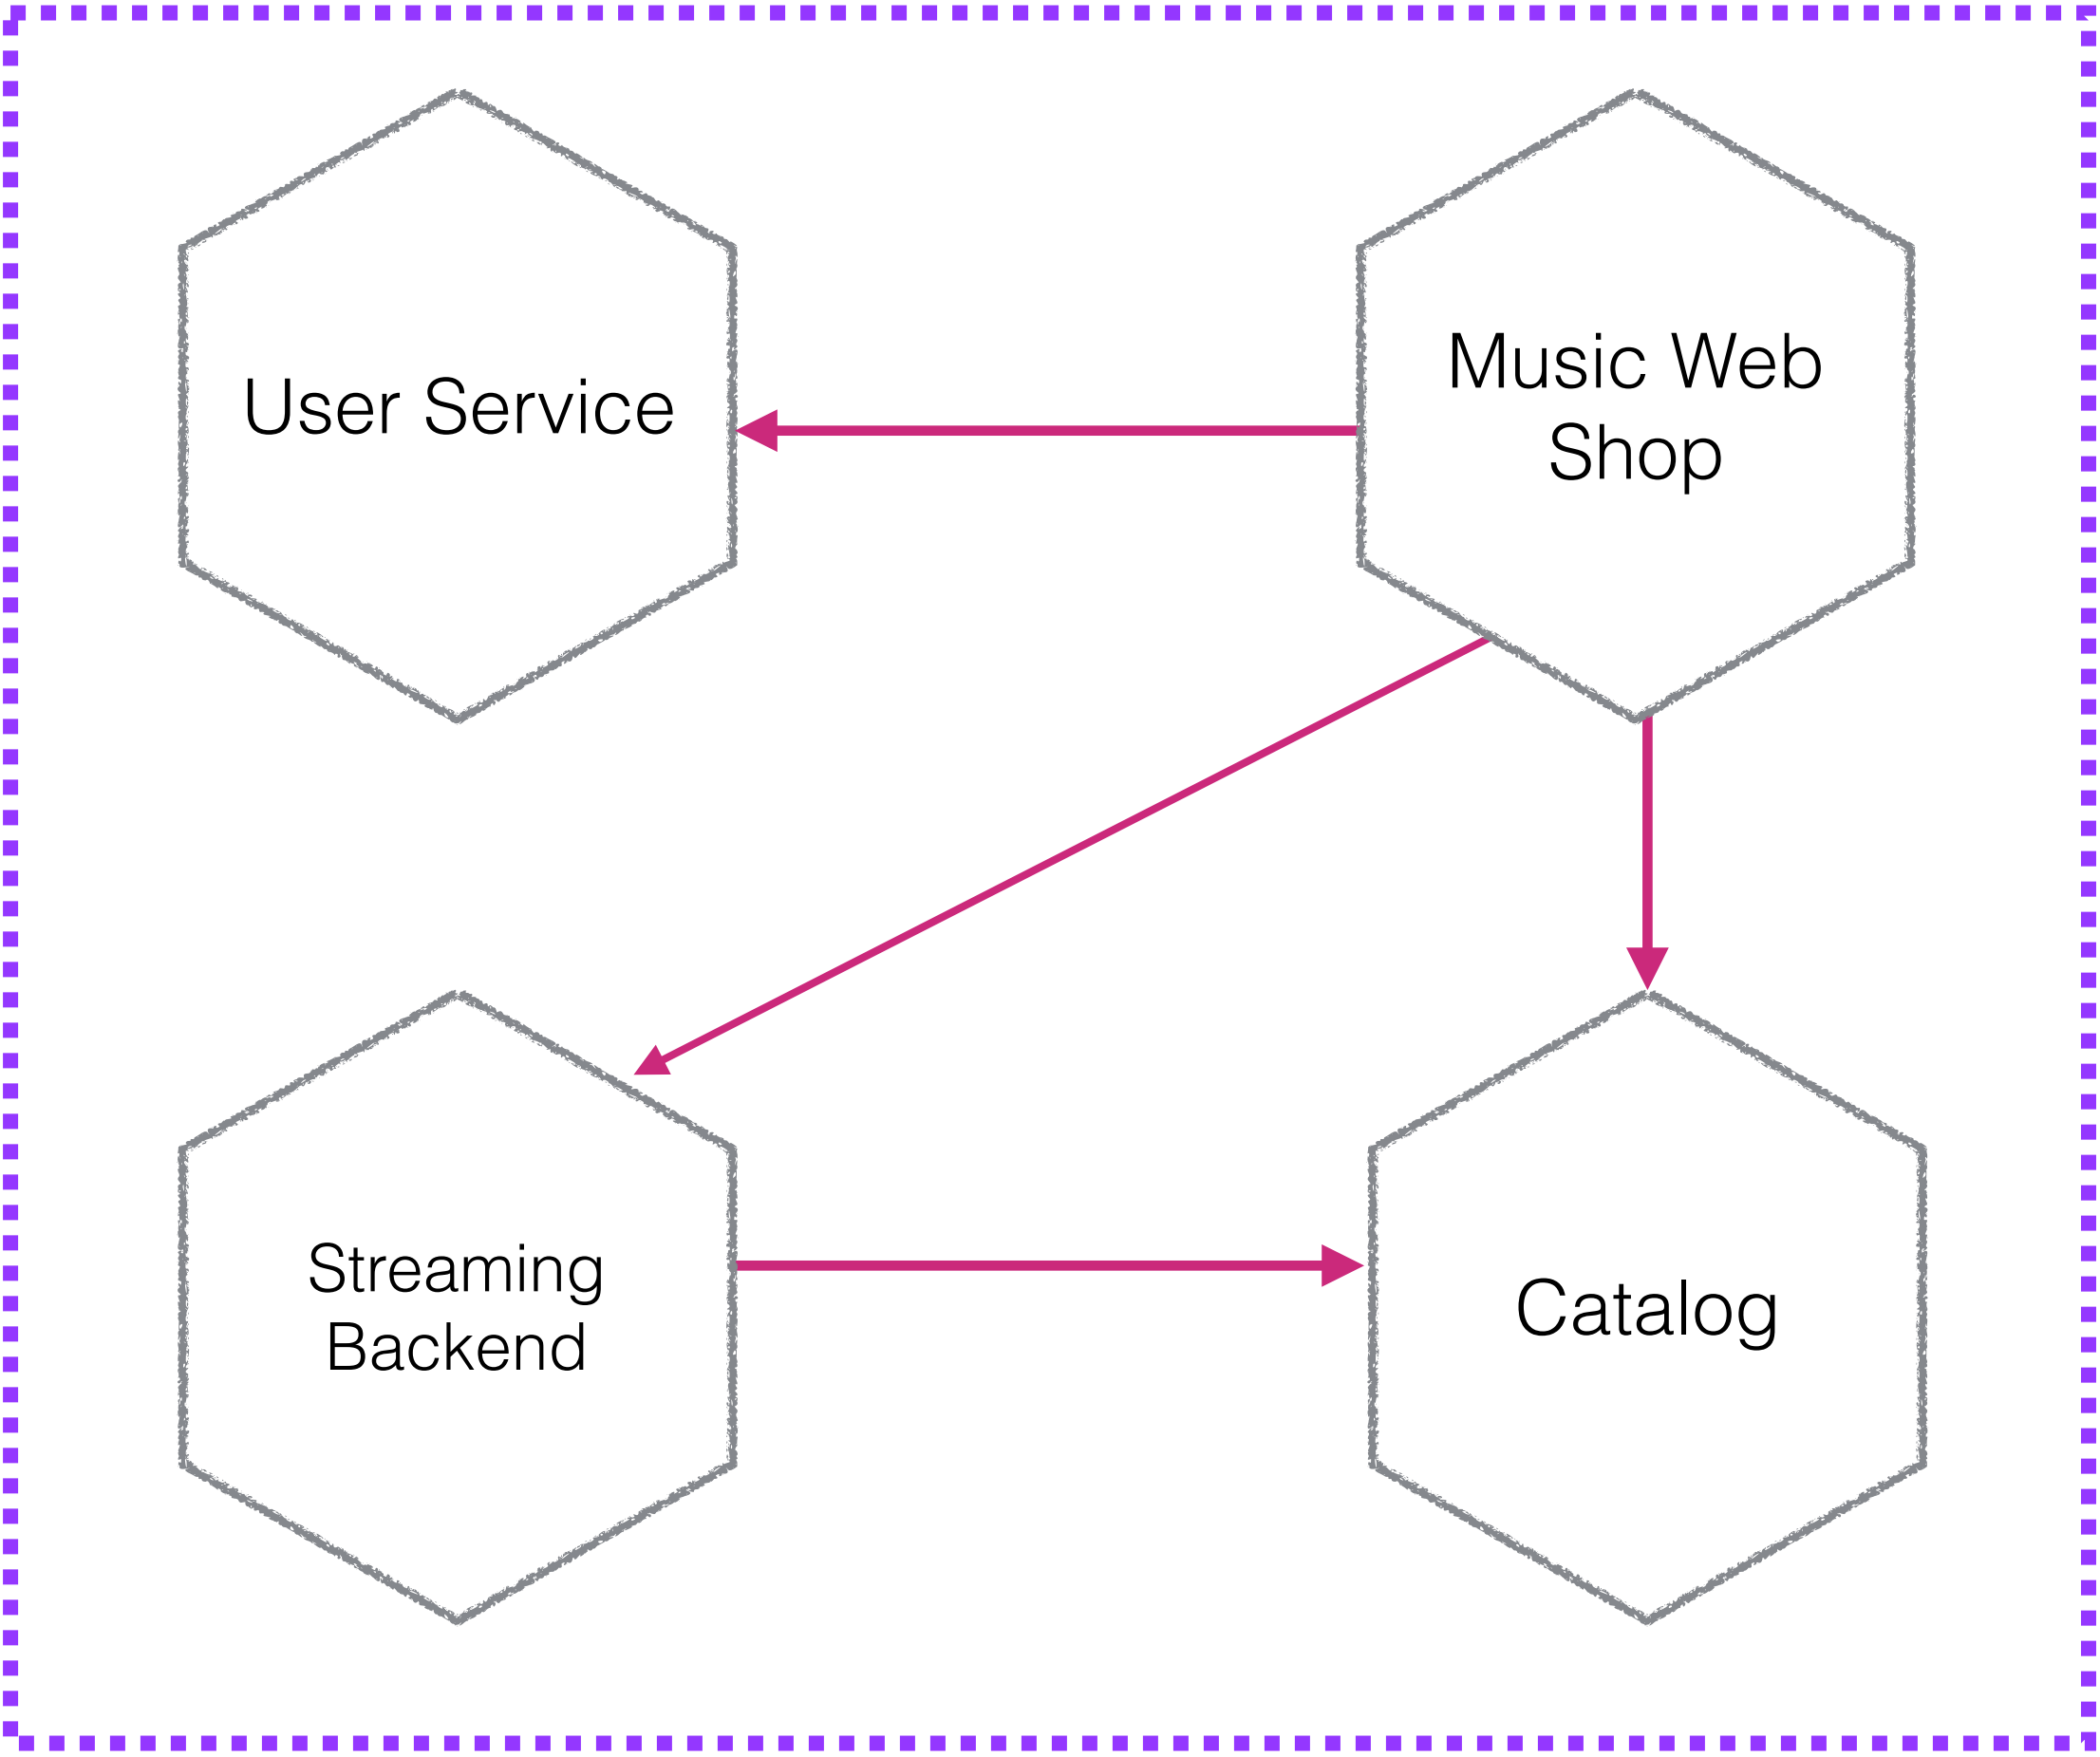 User Service
Music Web
Shop
Streaming
Backend
Catalog